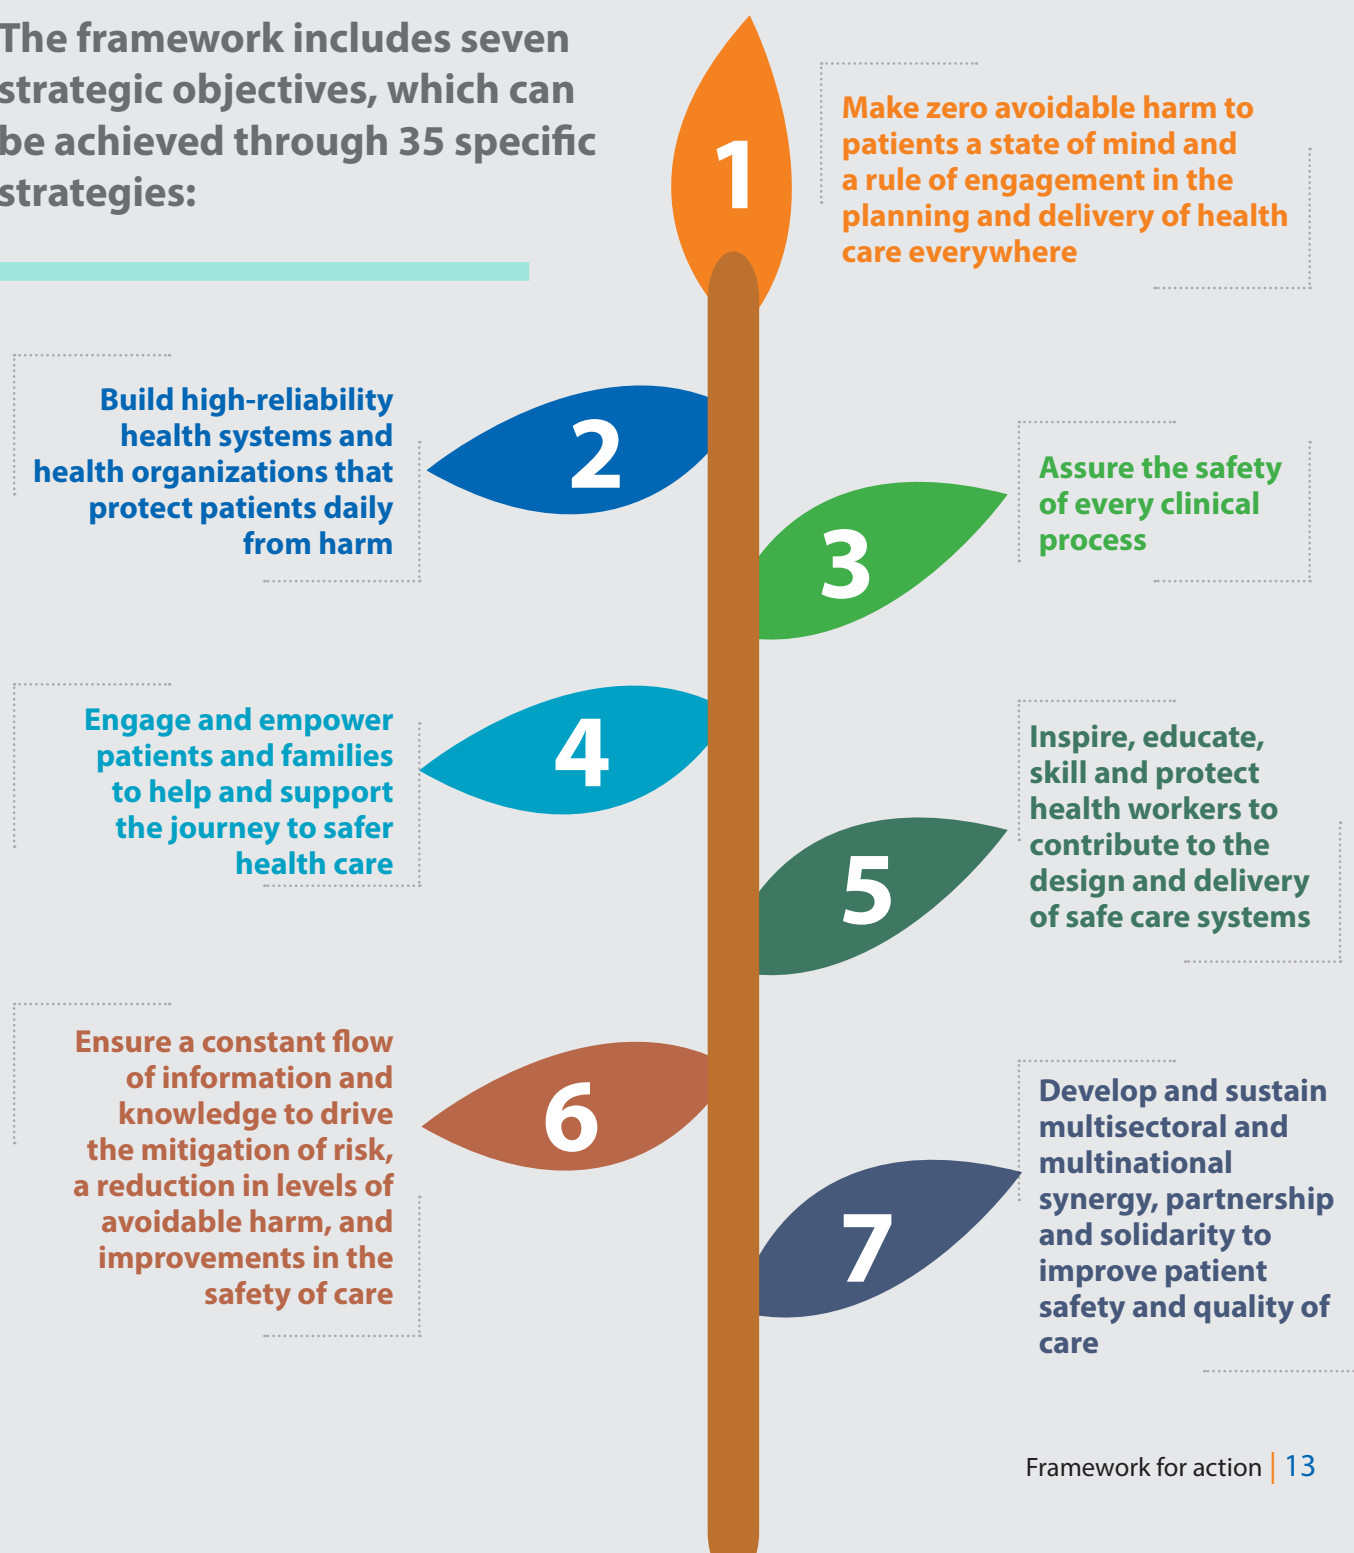 The framework includes seven
strategic objectives, which can
be achieved through 35 specific
strategies:
1
Make zero avoidable harm to
patients a state of mind and
a rule of engagement in the
planning and delivery of health
care everywhere
2
Build high-reliability
health systems and
health organizations that
protect patients daily
from harm
3
Assure the safety
of every clinical
process
4
Engage and empower
patients and families
to help and support
the journey to safer
health care
5
Inspire, educate,
skill and protect
health workers to
contribute to the
design and delivery
of safe care systems
6
Ensure a constant flow
of information and
knowledge to drive
the mitigation of risk,
a reduction in levels of
avoidable harm, and
improvements in the
safety of care
7
Develop and sustain
multisectoral and
multinational
synergy, partnership
and solidarity to
improve patient
safety and quality of
care
Framework for action | 13